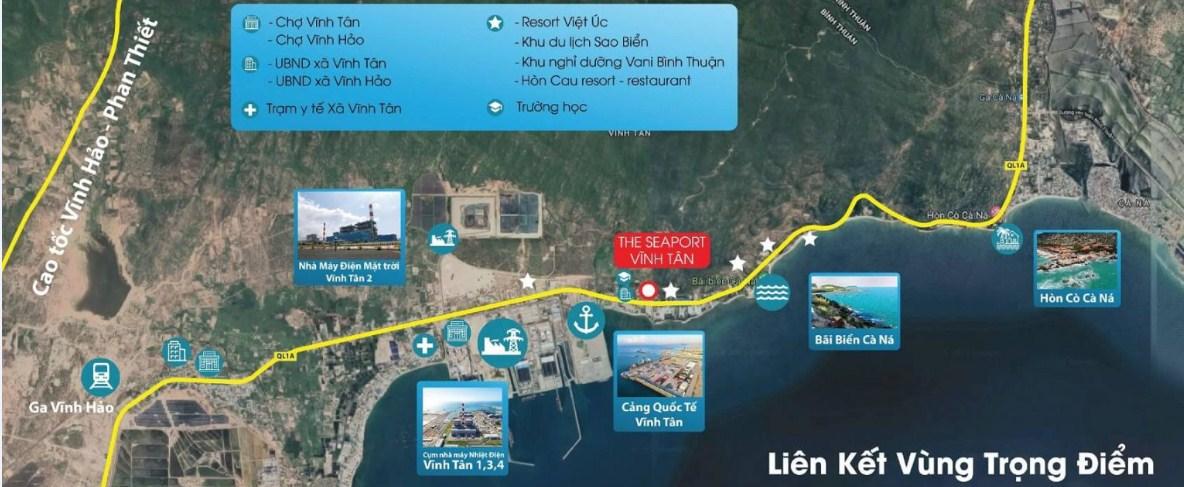 - Chợ Vĩnh Tân
- Chợ Vĩnh Hảo
- UBND xã Vĩnh Tân
- UBND xã Vĩnh Hảo
Trạm y tế Xã Vĩnh Tân
- Resort Việt Úc
- Khu du lịch Sao Biển
- Khu nghỉ dưỡng Vani Bình Thuận
- Hòn Cau resort - restaurant
Trường học
NINH THUẬN
BÌNH THUẬN
VĨNH TÂN
Cao tốc Vĩnh Hảo - Phan Thiết
Ga Cà Ná
QL1A
CÀ NÁ
Hòn Cò Cà Ná
Nhà Máy Điện Mặt trời
Vĩnh Tân 2
THE SEAPORT
VĨNH TÂN
Bãi biển Cà Ná
Hòn Cò Cà Ná
Bãi Biển Cà Ná
QL1A
Ga Vĩnh Hảo
Cảng Quốc Tế
Vĩnh Tân
Cụm nhà máy Nhiệt Điện
Vĩnh Tân 1,3,4
Liên Kết Vùng Trọng Điểm